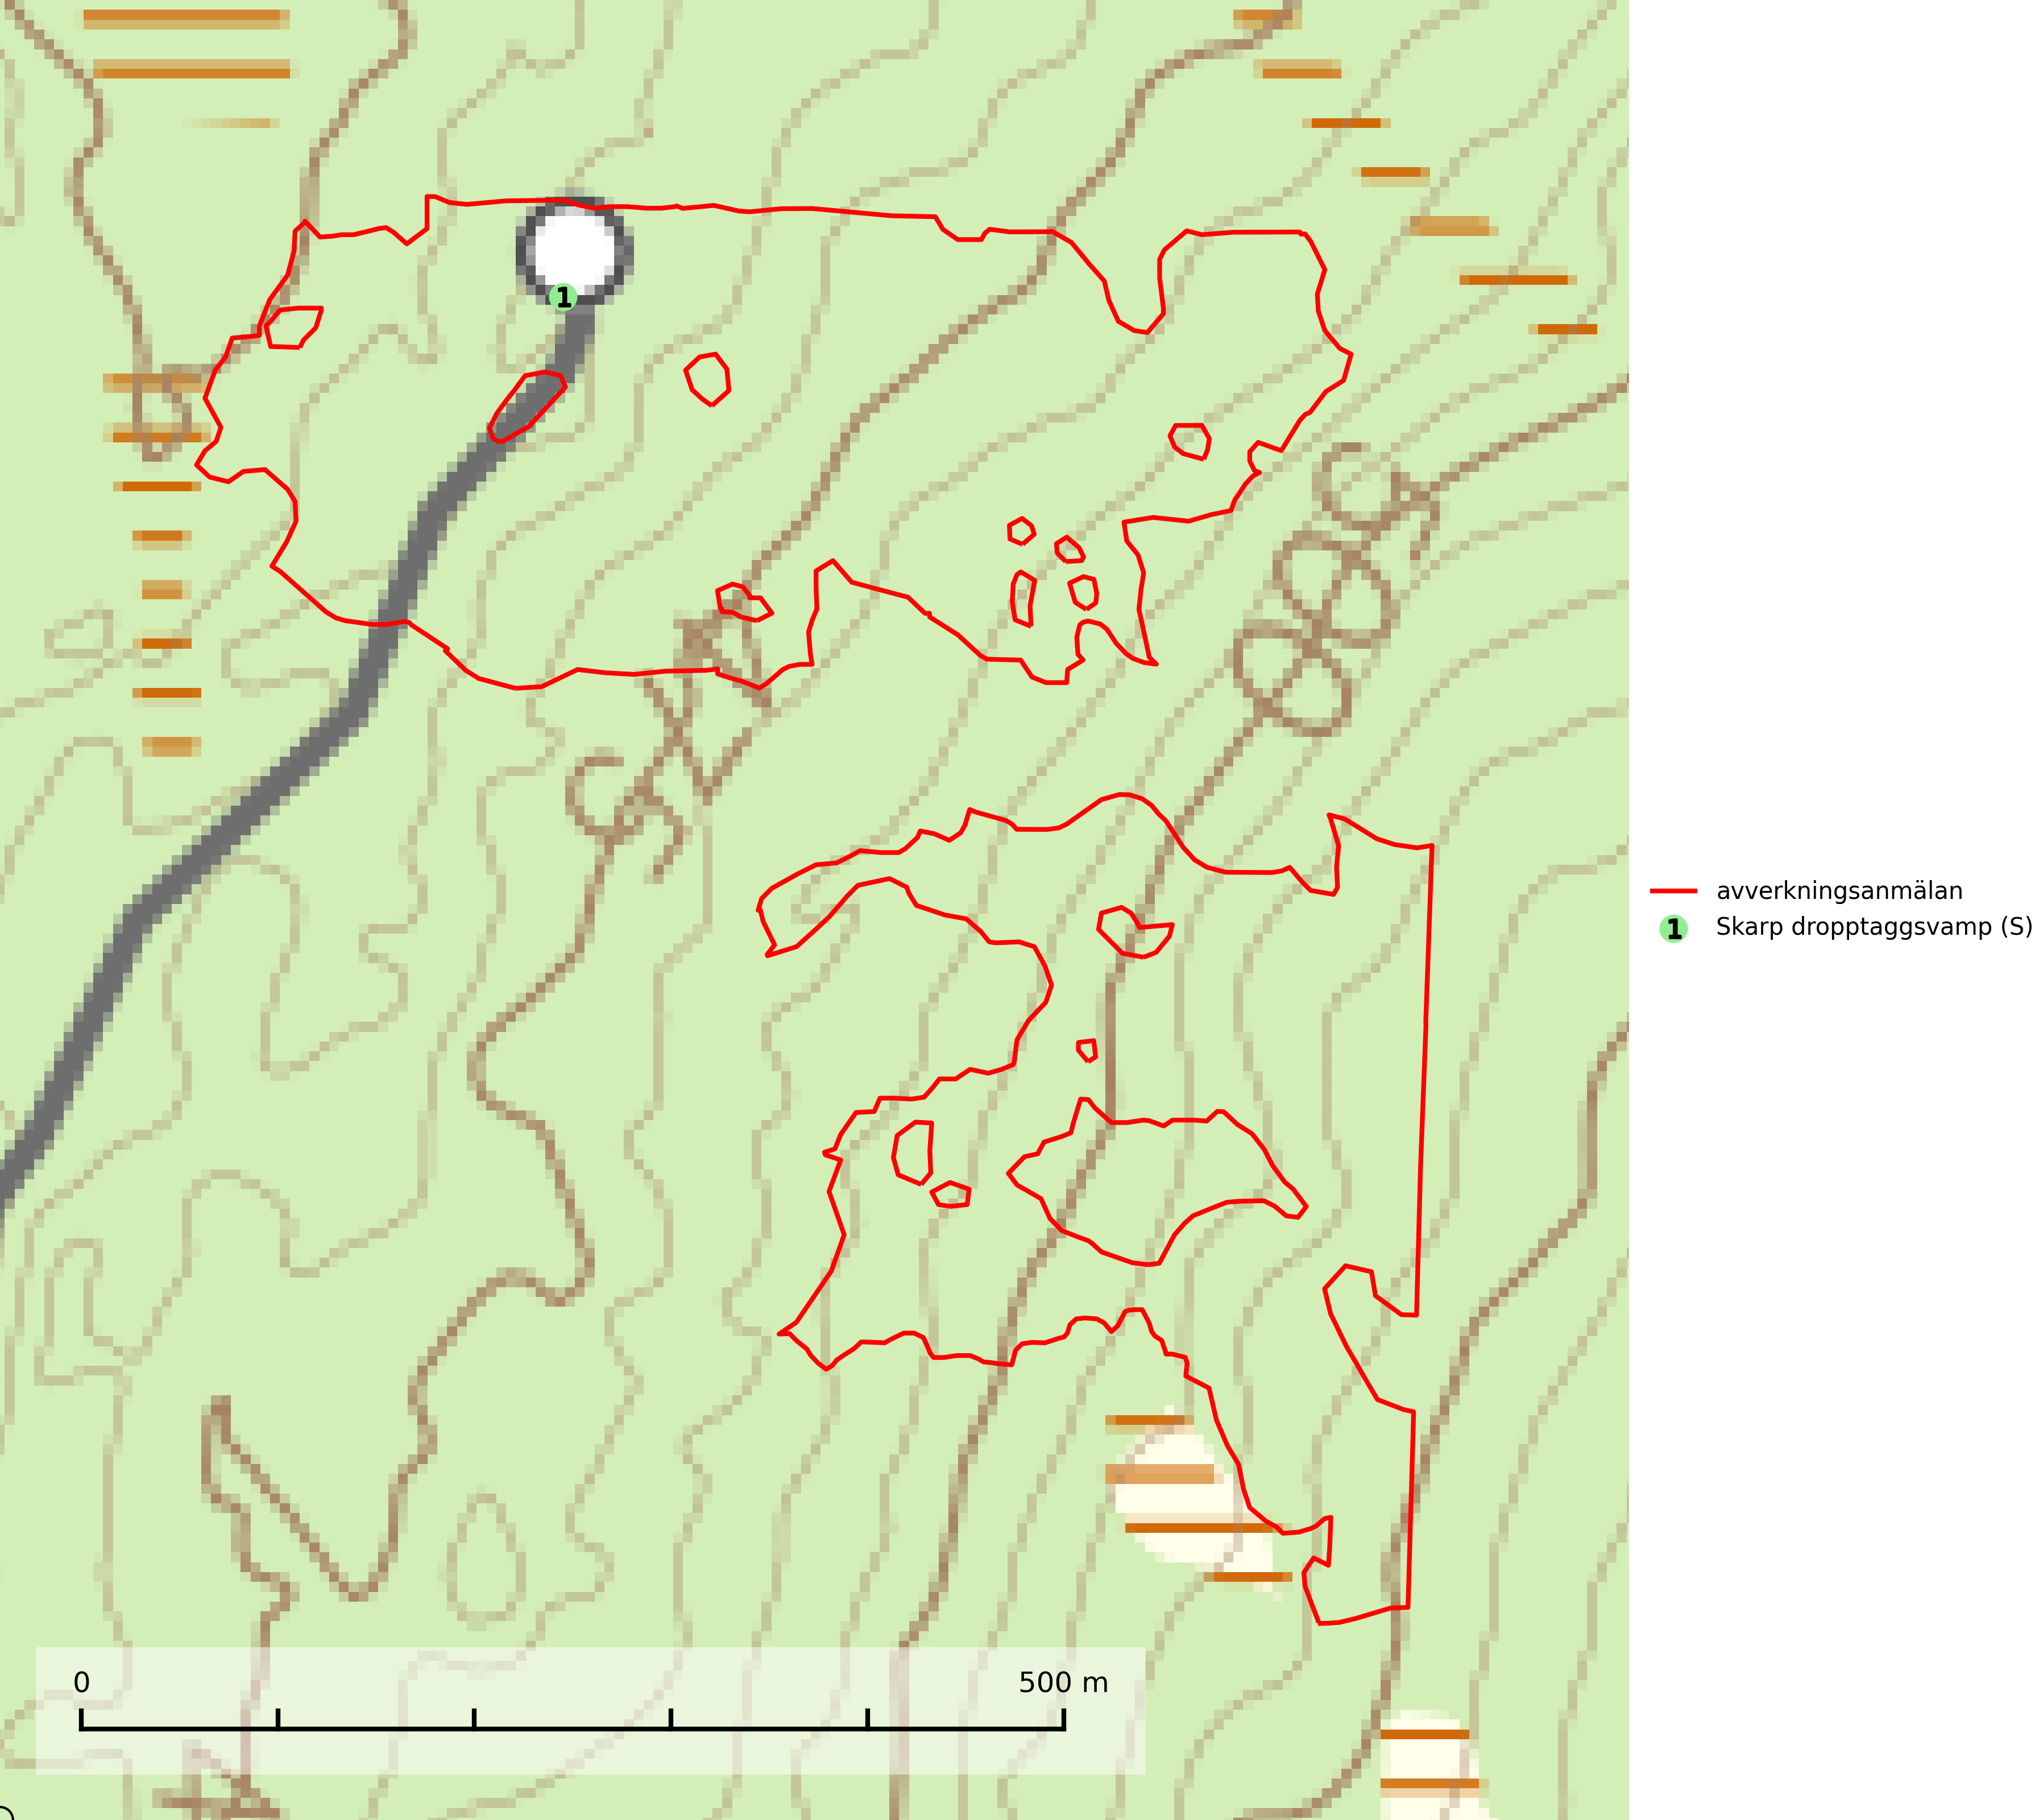 1
avverkningsanmälan
1 Skarp dropptaggsvamp (S)
0 500 m